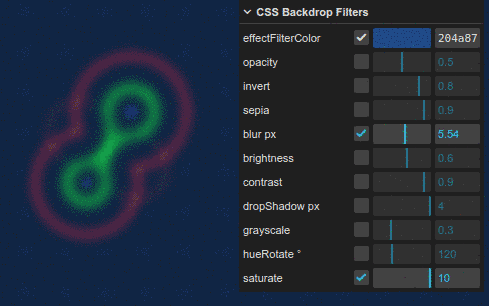 CSS Backdrop Filters
effectFilterColor 204a87
opacity 0.5
invert 0.8
sepia 0.9
blur px 5.54
brightness 0.6
contrast 0.9
dropShadow px 4
grayscale 0.3
hueRotate ° 120
saturate 10